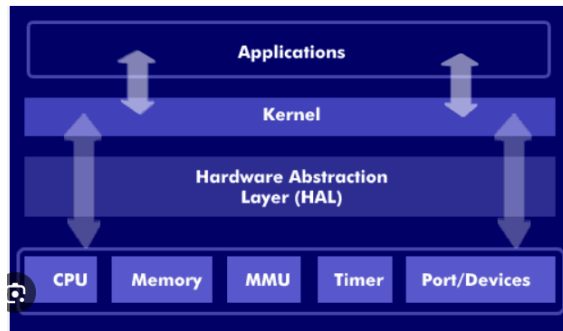 Applications
Kernel
Hardware Abstraction
Layer (HAL)
CPU Memory MMU Timer Port/Devices